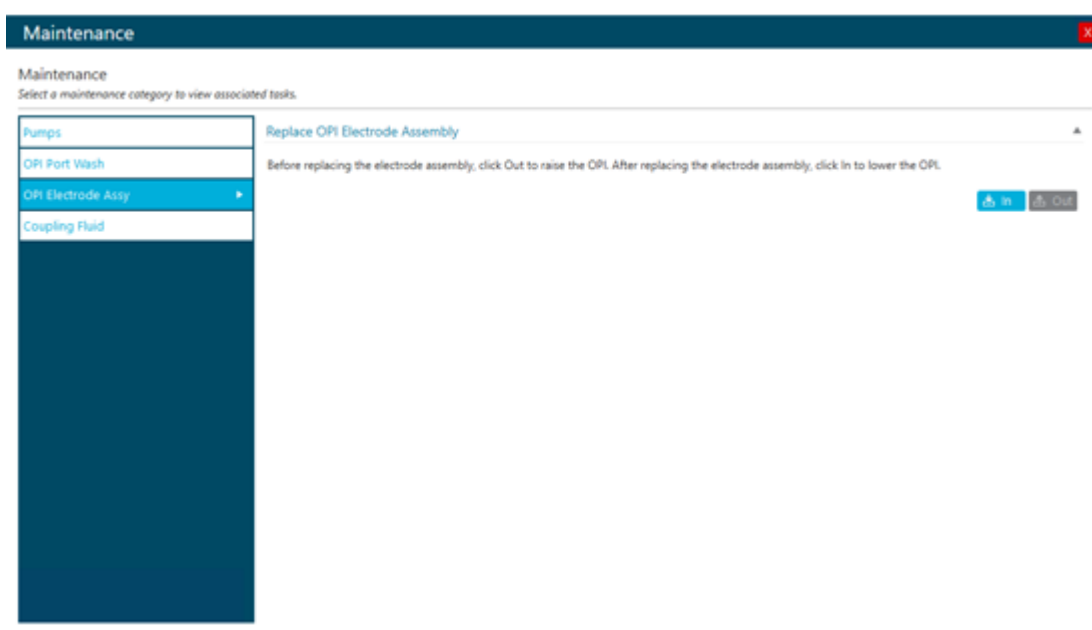 Maintenance
X
Maintenance
Select a maintenance category to view associated tasks.
Pumps
OPI Port Wash
OPI Electrode Assy
Coupling Fluid
Replace OPI Electrode Assembly
Before replacing the electrode assembly, click Out to raise the OPI. After replacing the electrode assembly, click In to lower the OPI.
In
Out